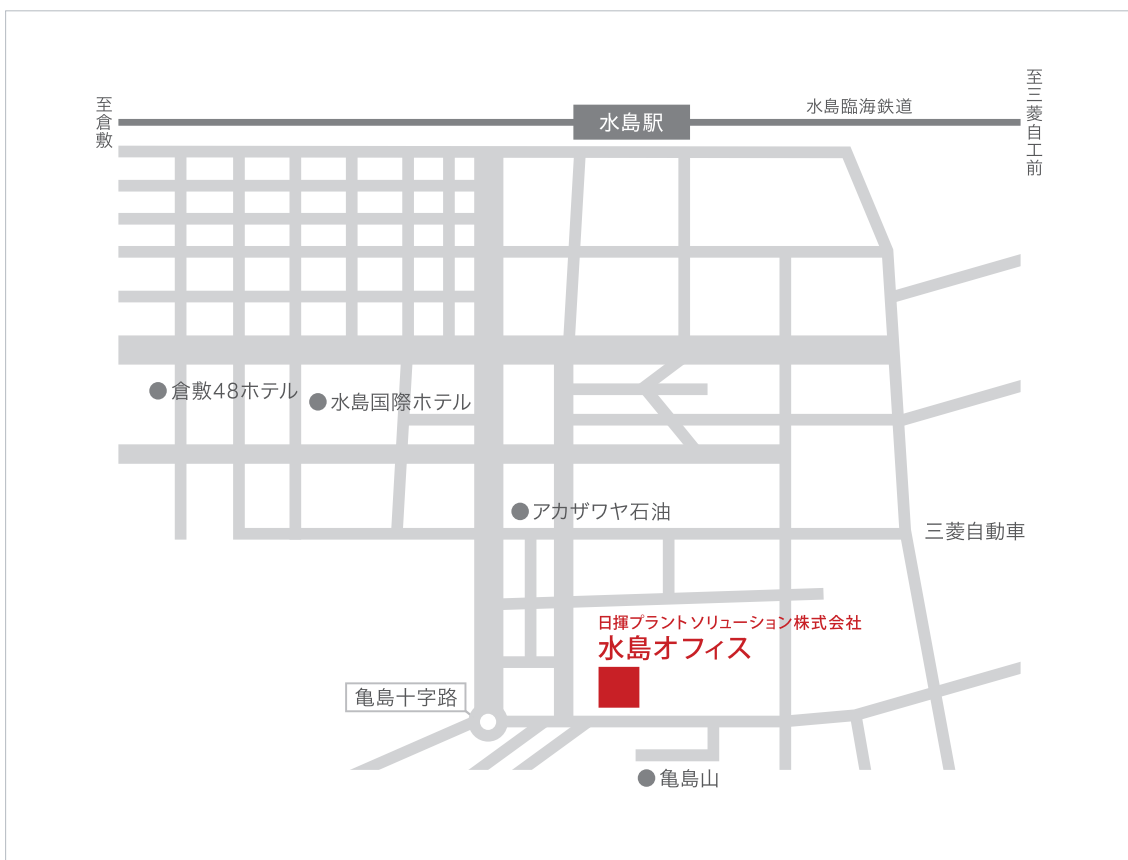 至倉敷
水島駅
水島臨海鉄道
至三菱自工前
倉敷48ホテル
水島国際ホテル
アカザワヤ石油
三菱自動車
日揮プラントソリューション株式会社
水島オフィス
亀島十字路
亀島山